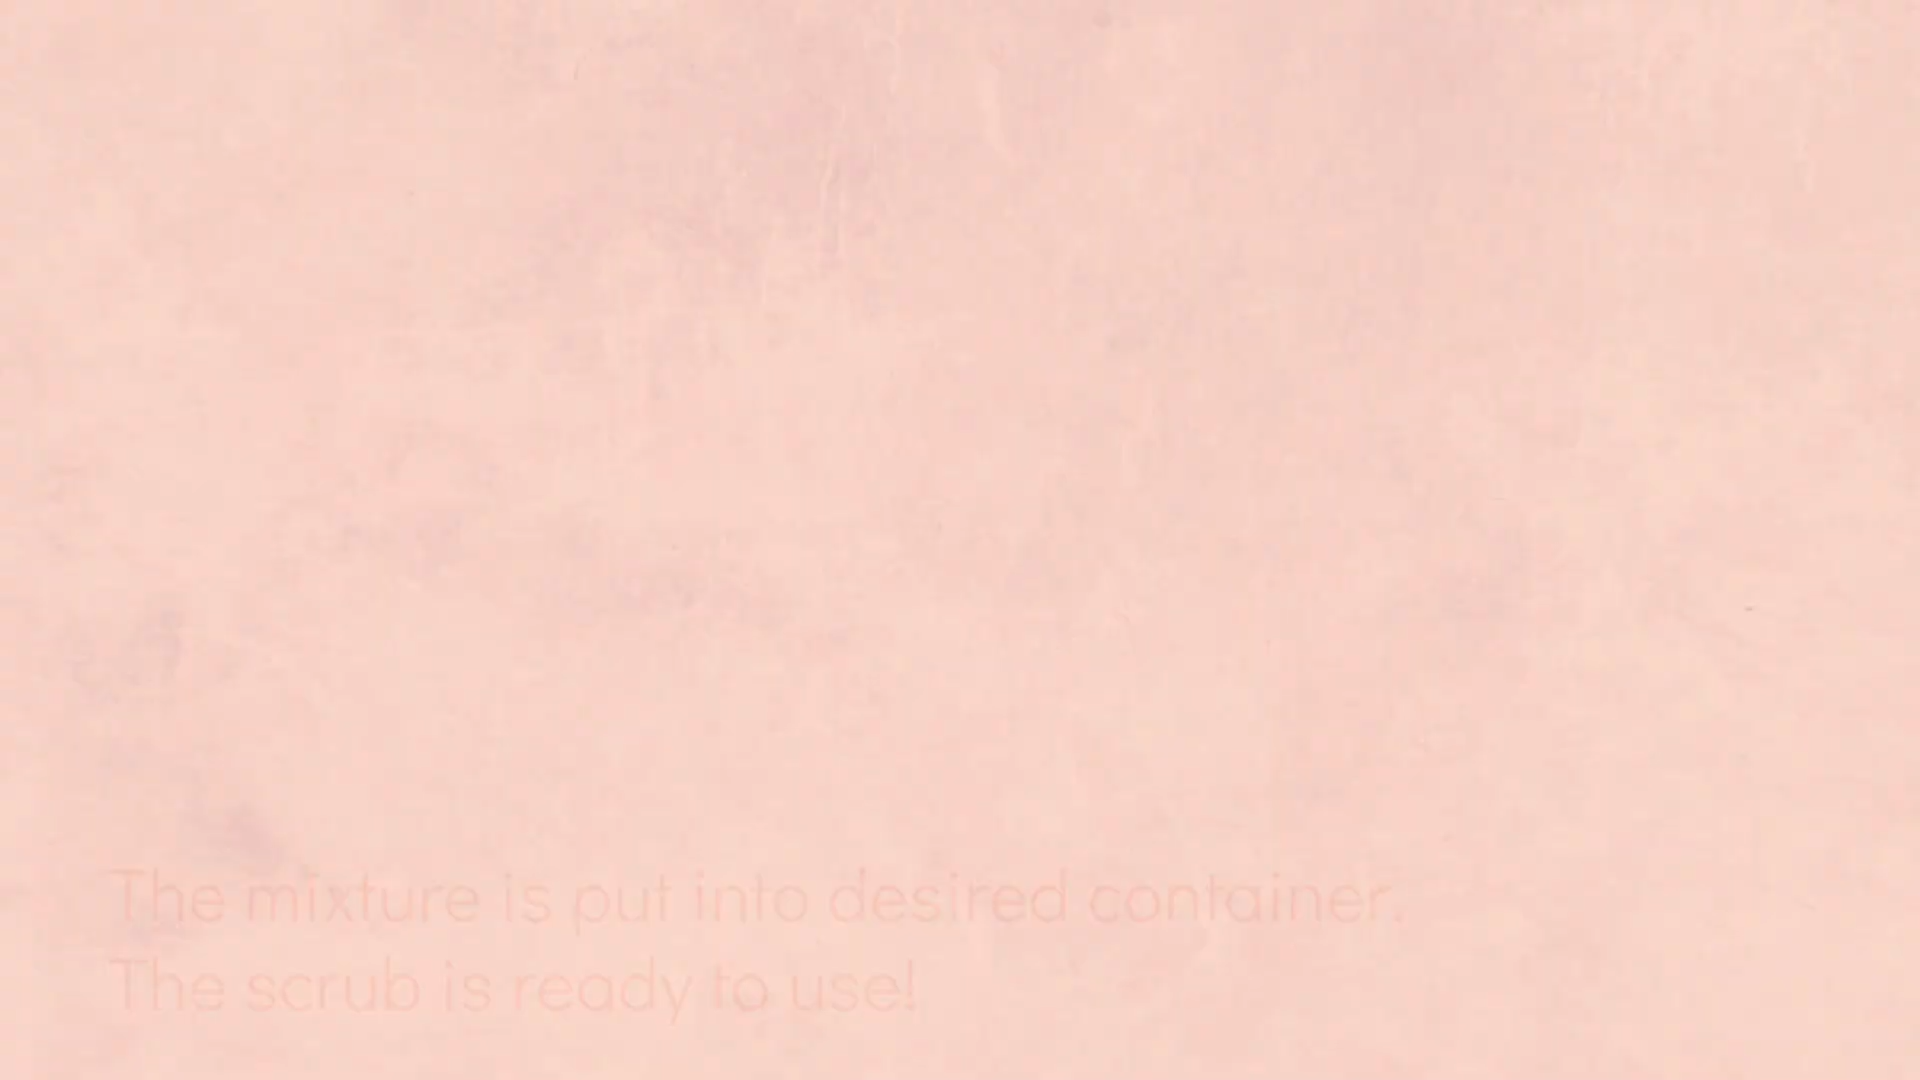 The mixture is put into desired container.
The scrub is ready to use!